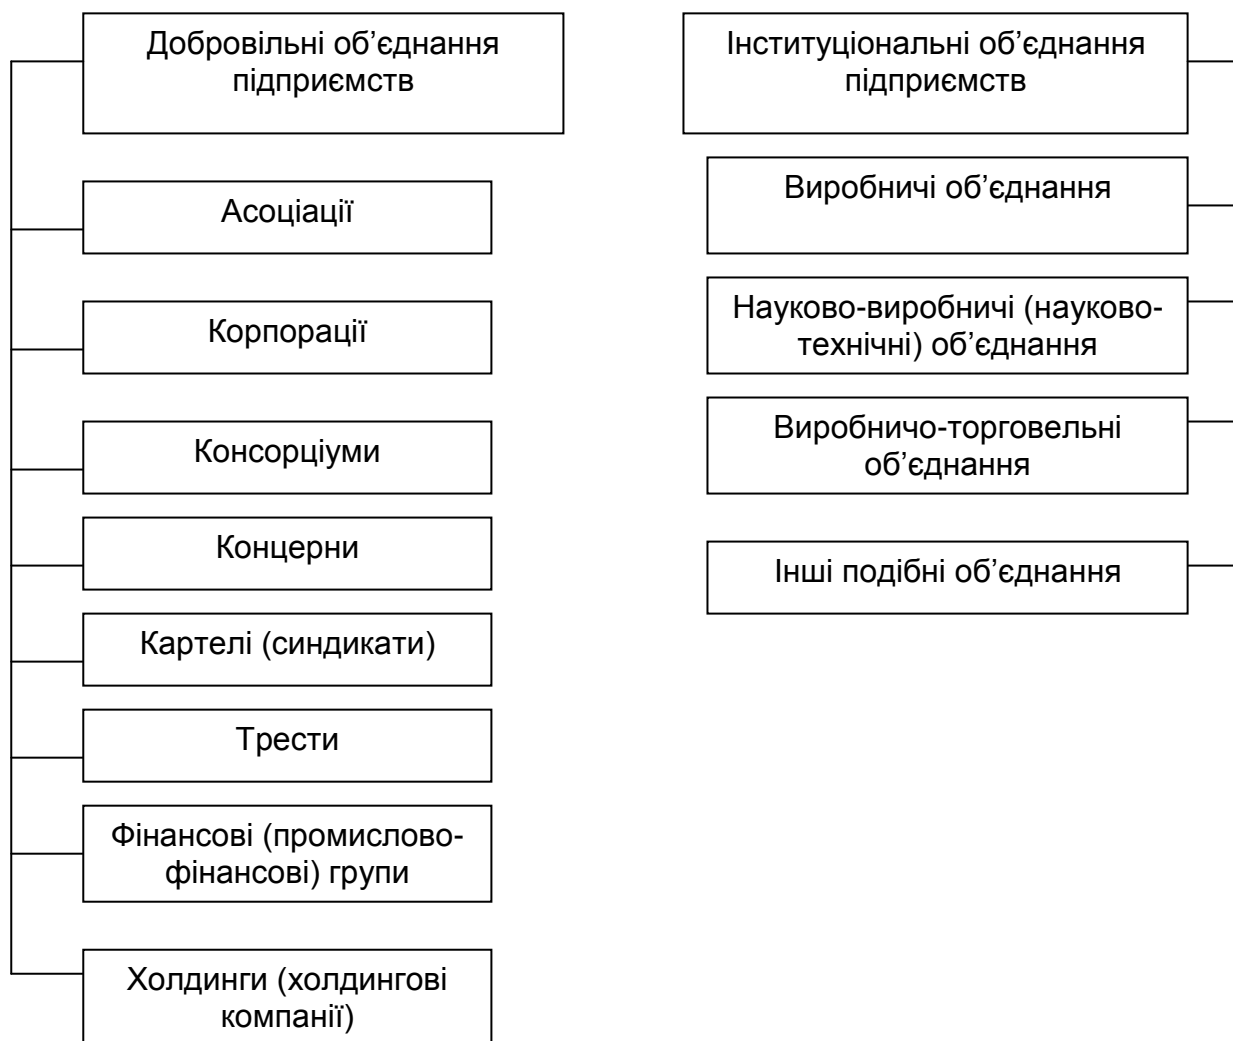 Добровільні об’єднання
підприємств
Асоціації
Корпорації
Консорціуми
Концерни
Картелі (синдикати)
Трести
Фінансові (промислово-
фінансові) групи
Холдинги (холдингові
компанії)
Інституціональні об’єднання
підприємств
Виробничі об’єднання
Науково-виробничі (науково-
технічні) об’єднання
Виробничо-торговельні
об’єднання
Інші подібні об’єднання